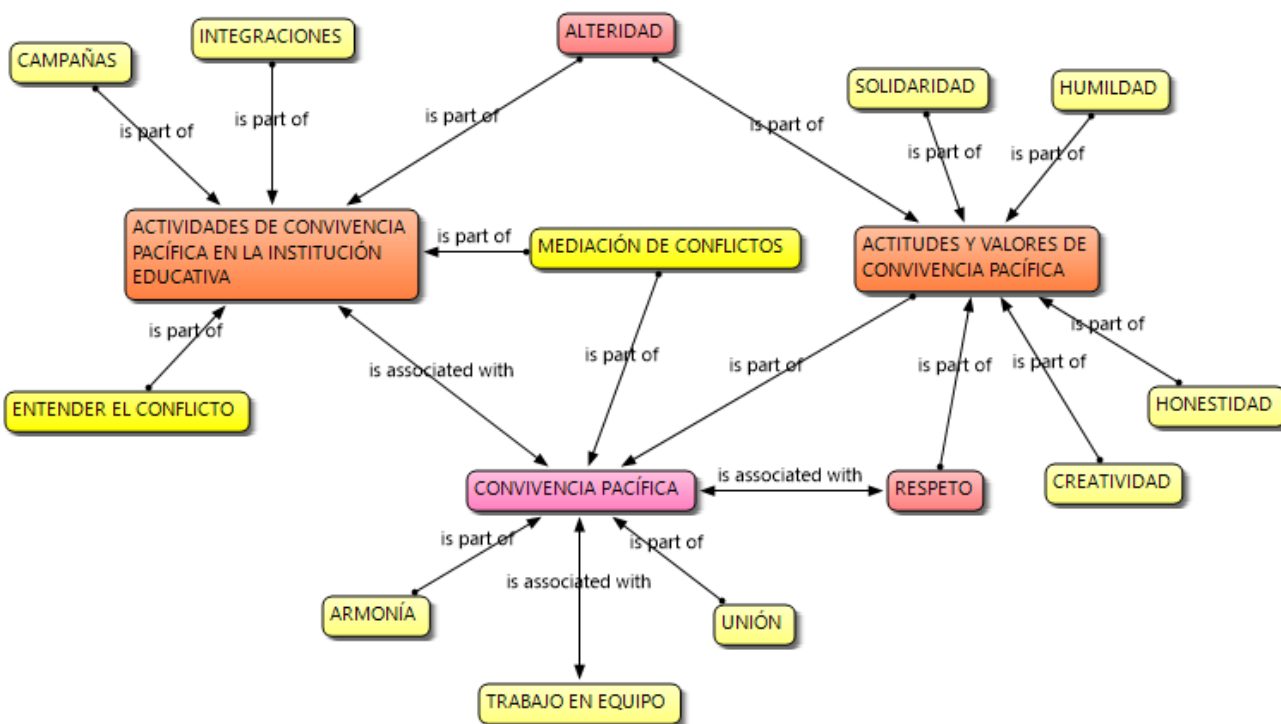 INTEGRACIONES
ALTERIDAD
CAMPAÑAS
SOLIDARIDAD
HUMILDAD
is part of
is part of
is part of
is part of
is part of
is part of
ACTIVIDADES DE CONVIVENCIA
PACÍFICA EN LA INSTITUCIÓN
EDUCATIVA
is part of
MEDIACIÓN DE CONFLICTOS
ACTITUDES Y VALORES DE
CONVIVENCIA PACÍFICA
is part of
is associated with
is part of
is part of
is part of
is part of
is part of
ENTENDER EL CONFLICTO
HONESTIDAD
CONVIVENCIA PACÍFICA
is associated with
RESPETO
CREATIVIDAD
is part of
is associated with
is part of
ARMONÍA
UNIÓN
TRABAJO EN EQUIPO